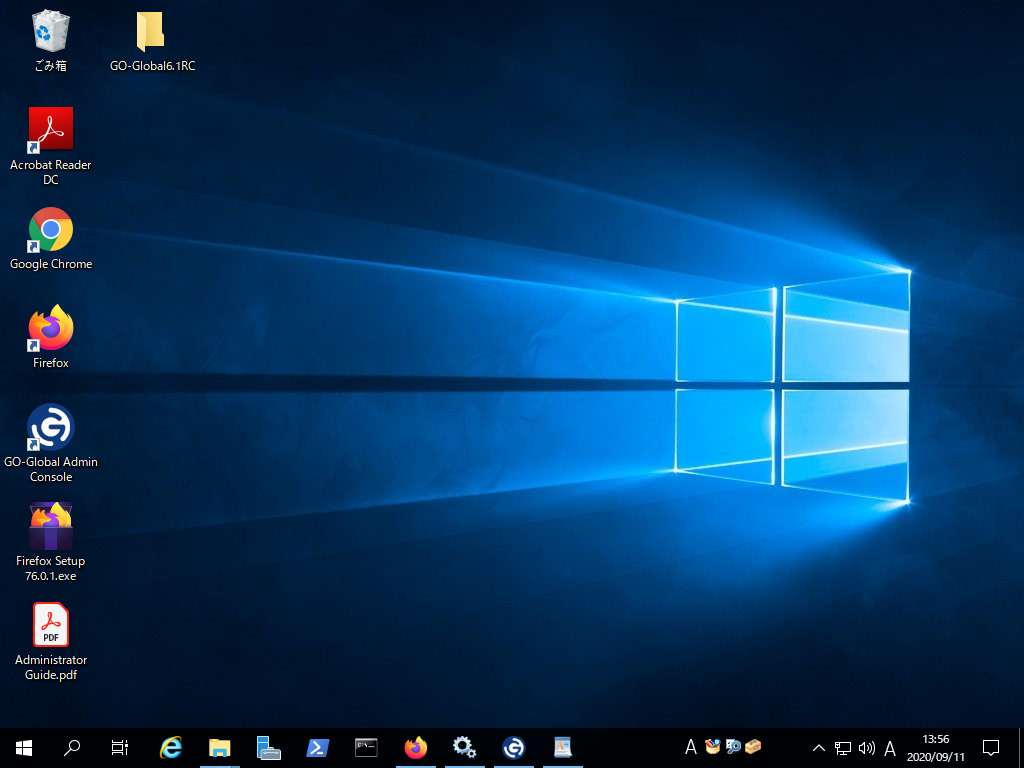 ごみ箱
GO-Global6.1RC
Acrobat Reader
DC
Google Chrome
Firefox
GO-Global Admin
Console
Firefox Setup
76.0.1.exe
PDF
Administrator
Guide.pdf
A
A
13:56
2020/09/11